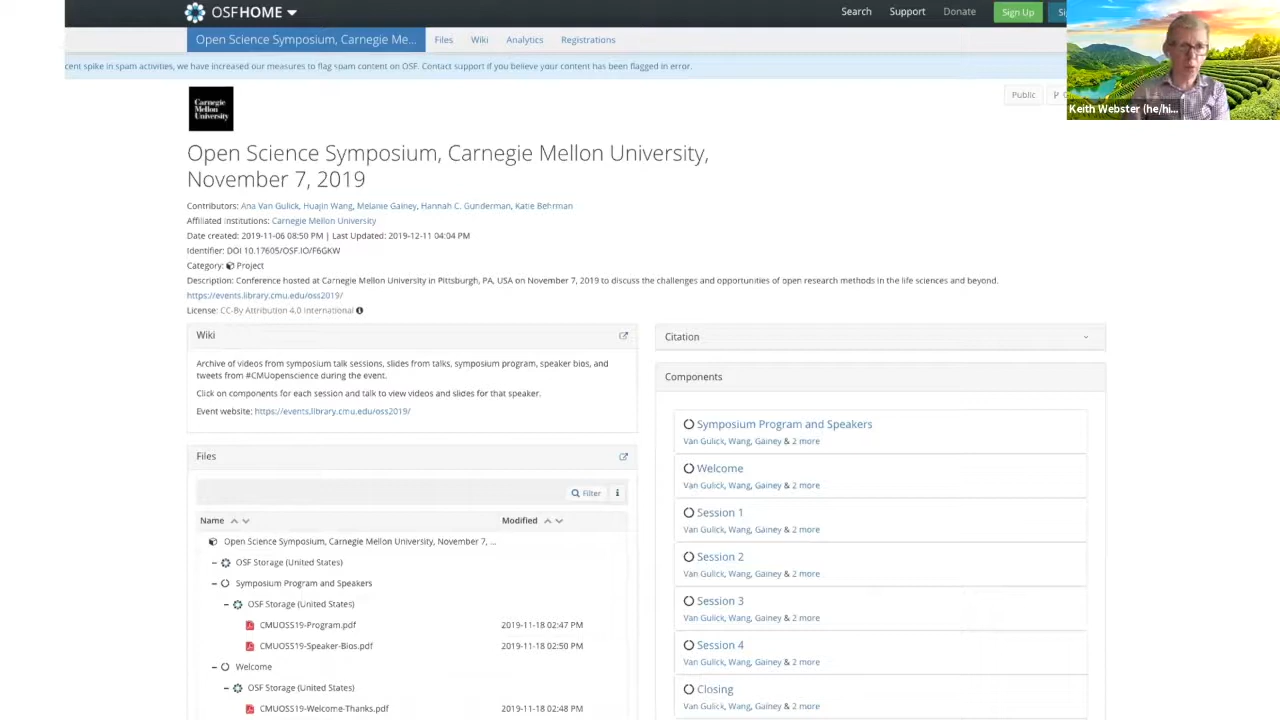 OSFHOME
Search Support Donate Sign Up
Open Science Symposium, Carnegie Me... Files Wiki Analytics Registrations
cent spike in spam activities, we have increased our measures to flag spam content on OSF. Contact support if you believe your content has been flagged in error.
Carnegie
Mellon
University
Public
Keith Webster (he/hi...
Open Science Symposium, Carnegie Mellon University,
November 7, 2019
Contributors: Ana Van Gulick, Huajin Wang, Melanie Gainey, Hannah C. Gunderman, Katie Behrman
Affiliated Institutions: Carnegie Mellon University
Date created: 2019-11-06 08:50 PM | Last Updated: 2019-12-11 04:04 PM
Identifier: DOI 10.17605/OSF.IO/F6GKW
Category: Project
Description: Conference hosted at Carnegie Mellon University in Pittsburgh, PA, USA on November 7, 2019 to discuss the challenges and opportunities of open research methods in the life sciences and beyond.
https://events.library.cmu.edu/oss2019/
License: CC-By Attribution 4.0 International
Wiki
Archive of videos from symposium talk sessions, slides from talks, symposium program, speaker bios, and
tweets from #CMUopenscience during the event.
Click on components for each session and talk to view videos and slides for that speaker.
Event website: https://events.library.cmu.edu/oss2019/
Files
Filter
Name Modified
Open Science Symposium, Carnegie Mellon University, November 7, ...
OSF Storage (United States)
Symposium Program and Speakers
OSF Storage (United States)
CMUOSS19-Program.pdf 2019-11-18 02:47 PM
CMUOSS19-Speaker-Bios.pdf 2019-11-18 02:50 PM
Welcome
OSF Storage (United States)
CMUOSS19-Welcome-Thanks.pdf 2019-11-18 02:48 PM
Citation
Components
Symposium Program and Speakers
Van Gulick, Wang, Gainey & 2 more
Welcome
Van Gulick, Wang, Gainey & 2 more
Session 1
Van Gulick, Wang, Gainey & 2 more
Session 2
Van Gulick, Wang, Gainey & 2 more
Session 3
Van Gulick, Wang, Gainey & 2 more
Session 4
Van Gulick, Wang, Gainey & 2 more
Closing
Van Gulick, Wang, Gainey & 2 more